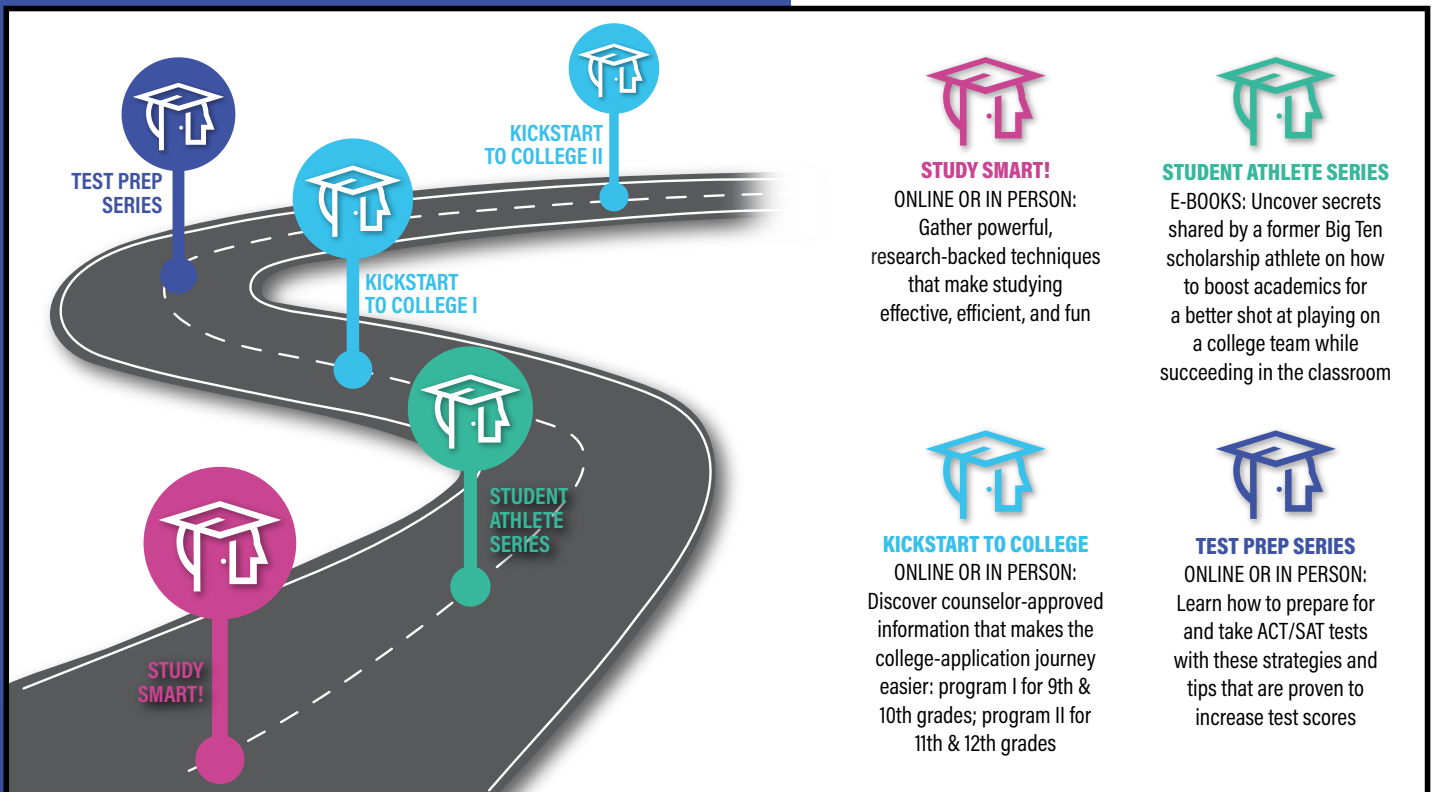 KICKSTART
TO COLLEGE II
TEST PREP
SERIES
KICKSTART
TO COLLEGE I
STUDENT
ATHLETE
SERIES
STUDY
SMART!
STUDY SMART!
ONLINE OR IN PERSON:
Gather powerful,
research-backed techniques
that make studying
effective, efficient, and fun
STUDENT ATHLETE SERIES
E-BOOKS: Uncover secrets
shared by a former Big Ten
scholarship athlete on how
to boost academics for
a better shot at playing on
a college team while
succeeding in the classroom
KICKSTART TO COLLEGE
ONLINE OR IN PERSON:
Discover counselor-approved
information that makes the
college-application journey
easier: program I for 9th &
10th grades; program II for
11th & 12th grades
TEST PREP SERIES
ONLINE OR IN PERSON:
Learn how to prepare for
and take ACT/SAT tests
with these strategies and
tips that are proven to
increase test scores